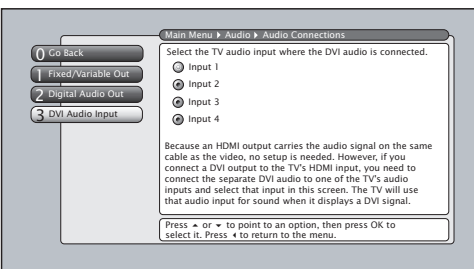 Main Menu ▸ Audio ▸ Audio Connections
0 Go Back
1 Fixed/Variable Out
2 Digital Audio Out
3 DVI Audio Input
Select the TV audio input where the DVI audio is connected.
Input 1
Input 2
Input 3
Input 4
Because an HDMI output carries the audio signal on the same
cable as the video, no setup is needed. However, if you
connect a DVI output to the TV's HDMI input, you need to
connect the separate DVI audio to one of the TV's audio
inputs and select that input in this screen. The TV will use
that audio input for sound when it displays a DVI signal.
Press ▴ or ▾ to point to an option, then press OK to
select it. Press ◂ to return to the menu.